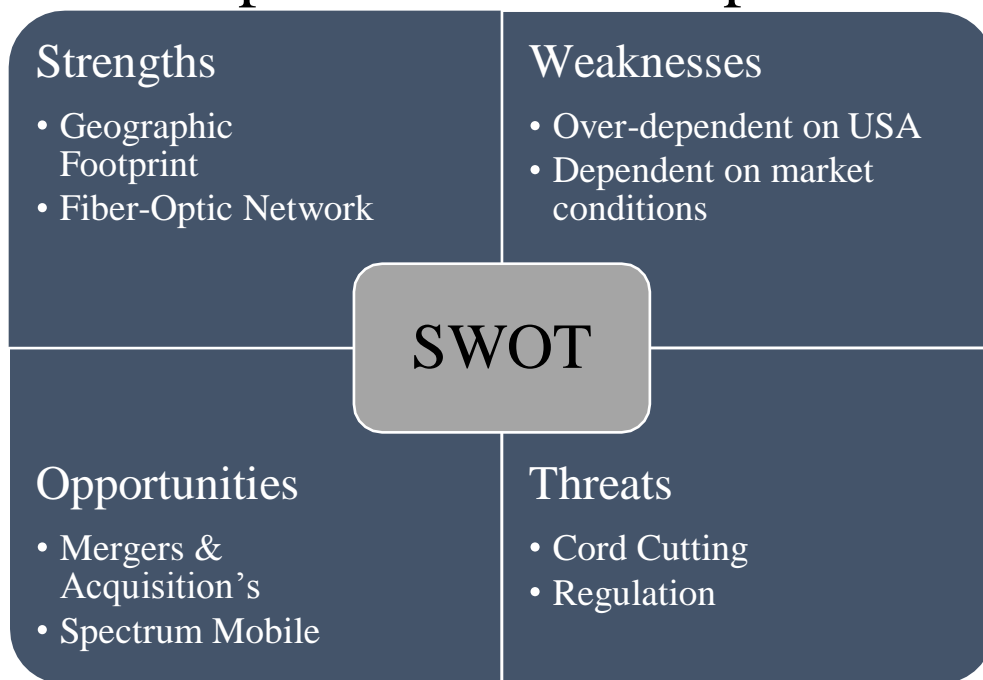 Strengths
• Geographic
Footprint
• Fiber-Optic Network
Weaknesses
• Over-dependent on USA
• Dependent on market
conditions
SWOT
Opportunities
• Mergers &
Acquisition’s
• Spectrum Mobile
Threats
• Cord Cutting
• Regulation